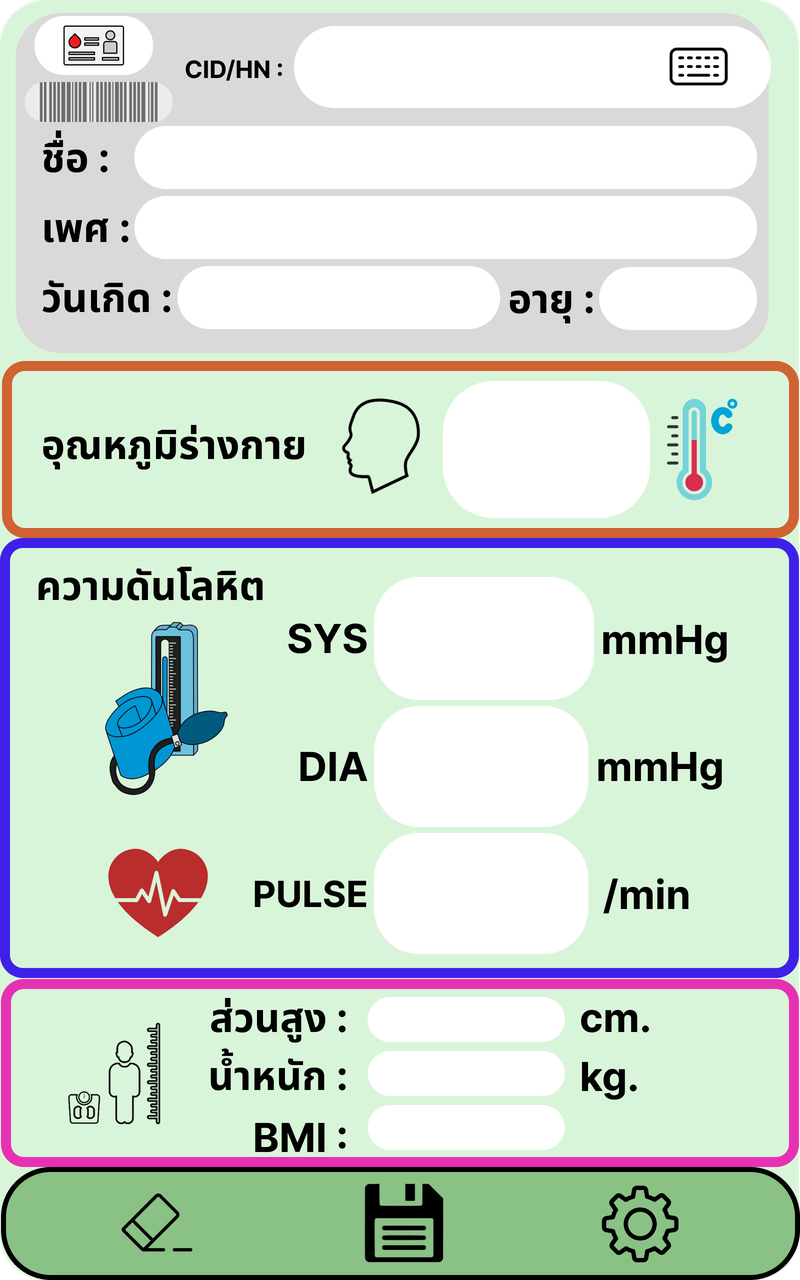 CID/HN :
ชื่อ :
เพศ :
วันเกิด : อายุ :
อุณหภูมิร่างกาย C°
ความดันโลหิต
SYS mmHg
DIA mmHg
PULSE /min
ส่วนสูง : cm.
น้ำหนัก : kg.
BMI :